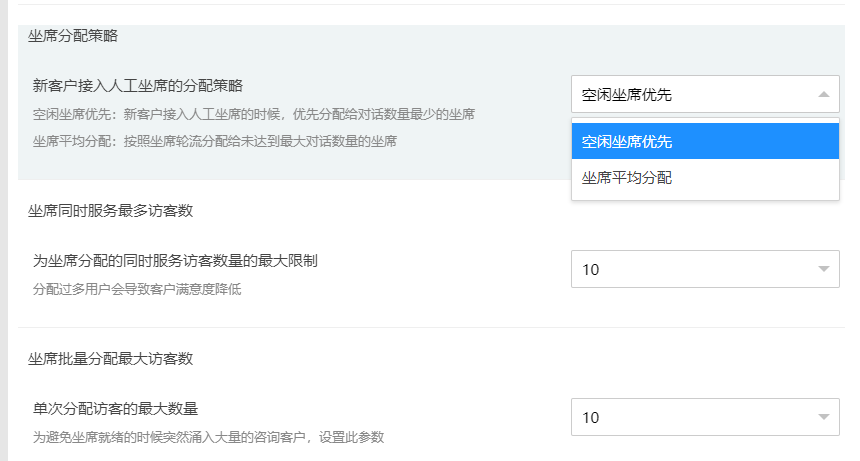 坐席分配策略
新客户接入人工坐席的分配策略
空闲坐席优先
空闲坐席优先：新客户接入人工坐席的时候，优先分配给对话数量最少的坐席
坐席平均分配：按照坐席轮流分配给未达到最大对话数量的坐席
空闲坐席优先
坐席平均分配
坐席同时服务最多访客数
为坐席分配的同时服务访客数量的最大限制
10
分配过多用户会导致客户满意度降低
坐席批量分配最大访客数
单次分配访客的最大数量
10
为避免坐席就绪的时候突然涌入大量的咨询客户，设置此参数